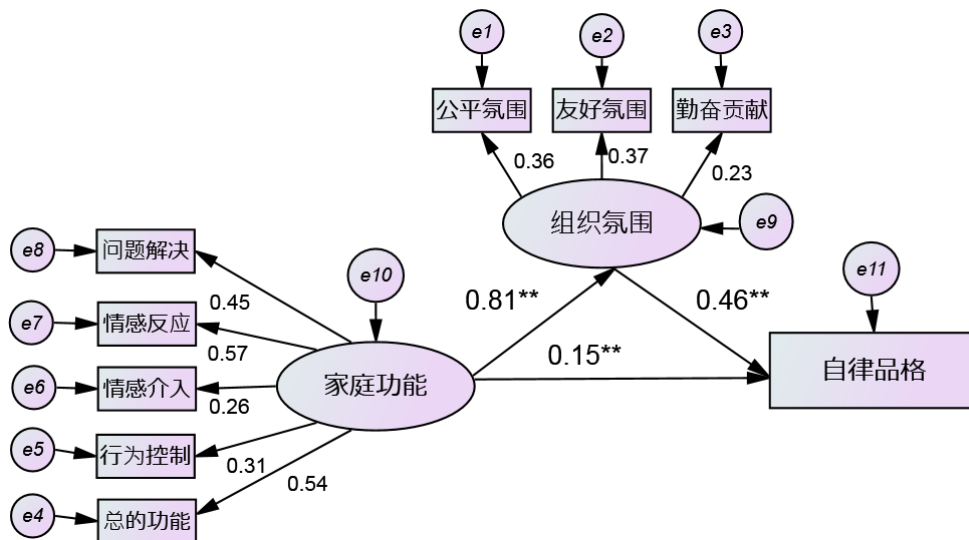 e1
e2
e3
公平氛围
友好氛围
勤奋贡献
0.36
0.37
0.23
组织氛围
e9
e8
问题解决
e10
e11
0.45
0.81**
0.46**
e7
情感反应
0.57
0.15**
家庭功能
自律品格
e6
情感介入
0.26
e5
行为控制
0.31
0.54
e4
总的功能